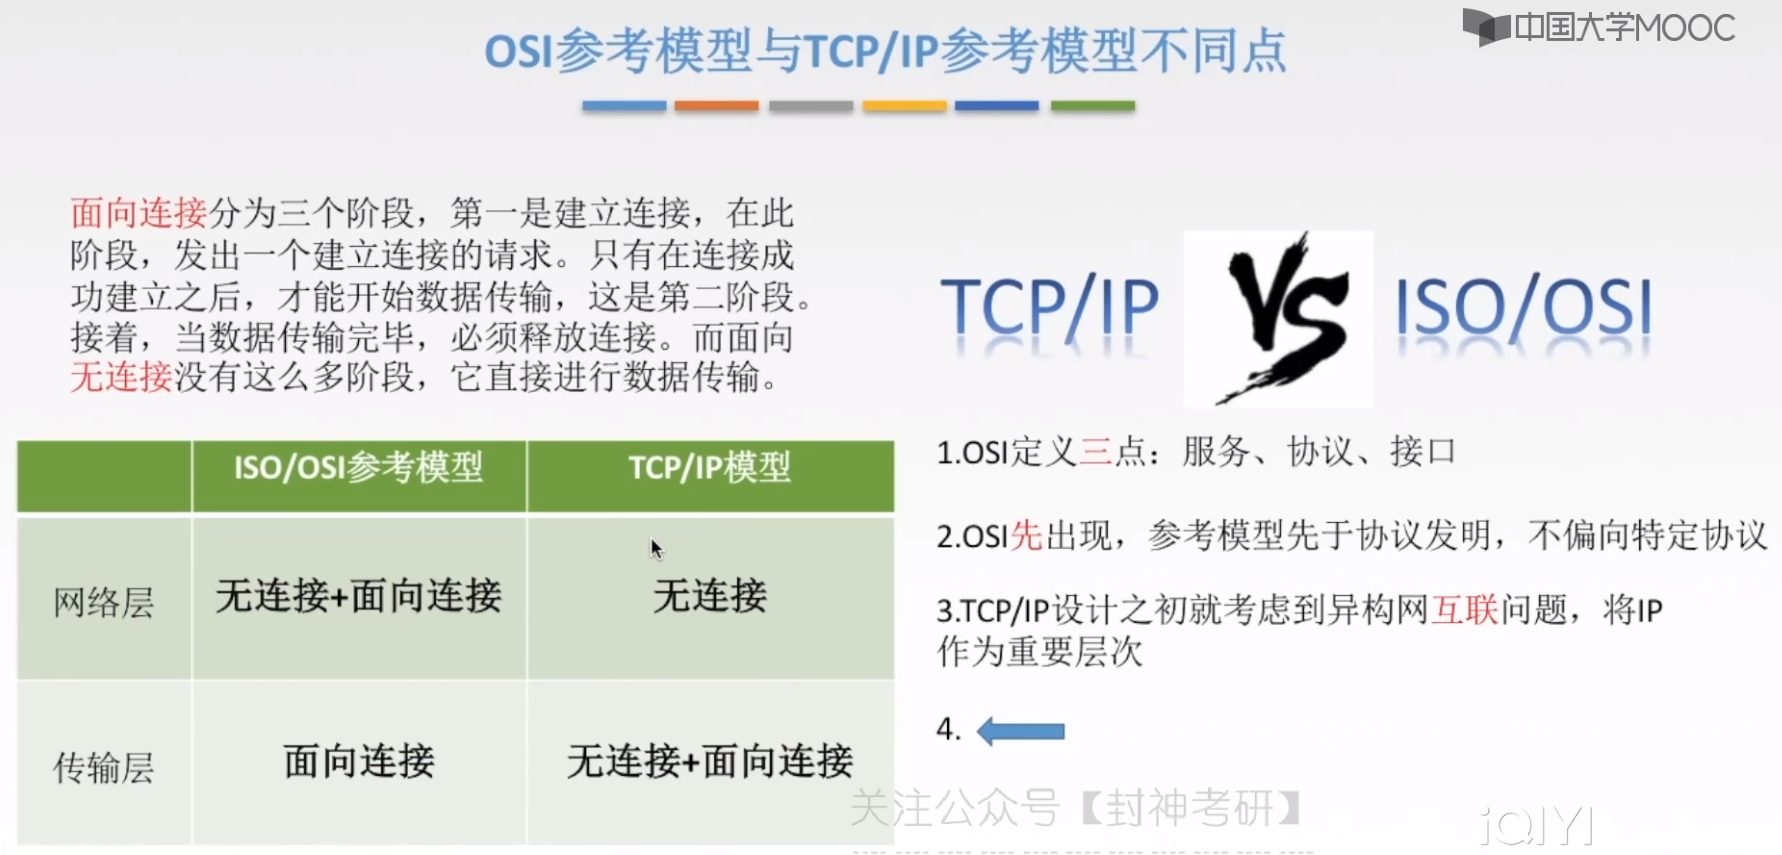 中国大学MOOC
OSI参考模型与TCP/IP参考模型不同点
面向连接分为三个阶段，第一是建立连接，在此
阶段，发出一个建立连接的请求。只有在连接成
功建立之后，才能开始数据传输，这是第二阶段。
接着，当数据传输完毕，必须释放连接。而面向
无连接没有这么多阶段，它直接进行数据传输。
TCP/IP VS ISO/OSI
ISO/OSI参考模型 TCP/IP模型
网络层 无连接+面向连接 无连接
传输层 面向连接 无连接+面向连接
1.OSI定义三点：服务、协议、接口
2.OSI先出现，参考模型先于协议发明，不偏向特定协议
3.TCP/IP设计之初就考虑到异构网互联问题，将IP
作为重要层次
4.
关注公众号【封神考研】
iQIYI